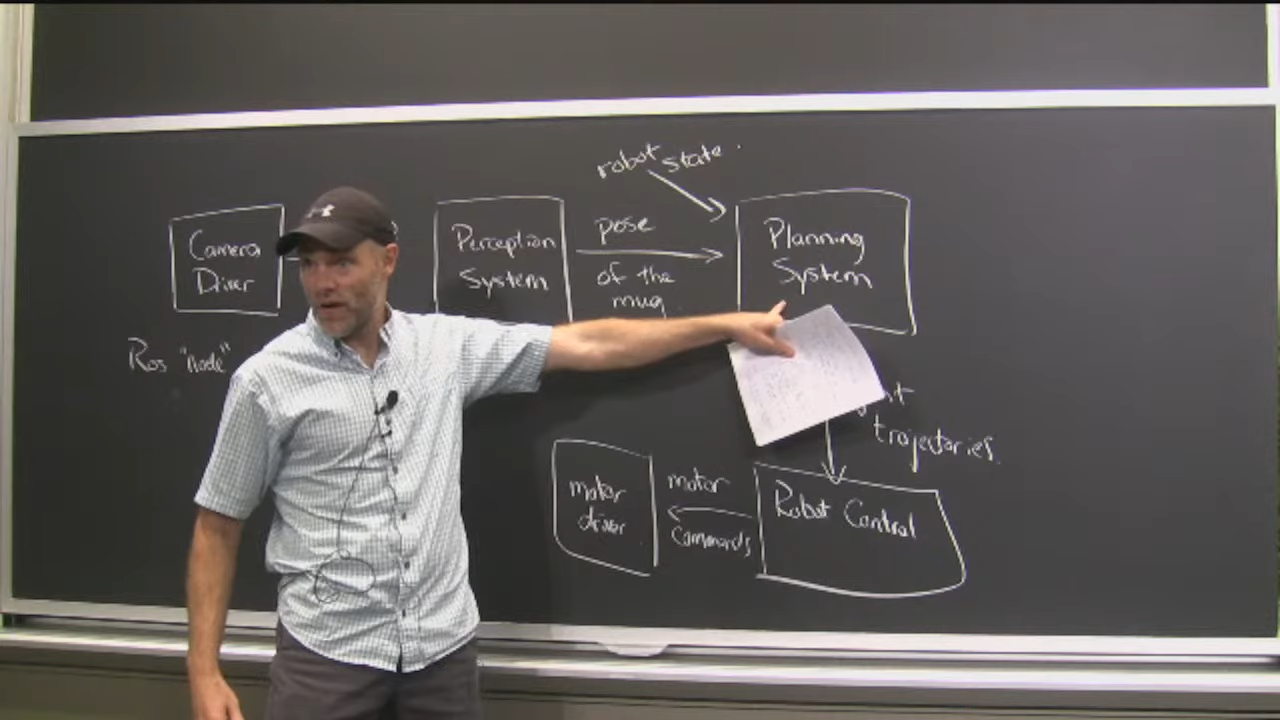 robot state.
Camera
Driver
Perception
System
pose
of the
mug
Planning
System
Ros "Node"
trajectories.
motor
driver
motor
commands
Robot Control